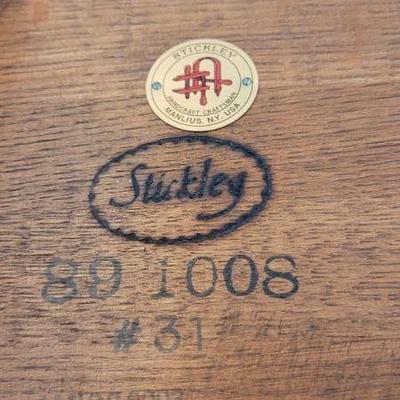 STICKLEY
HANDCRAFT CRAFTSMAN
MANLIUS, N.Y. USA
Stickley
89 1008
#31